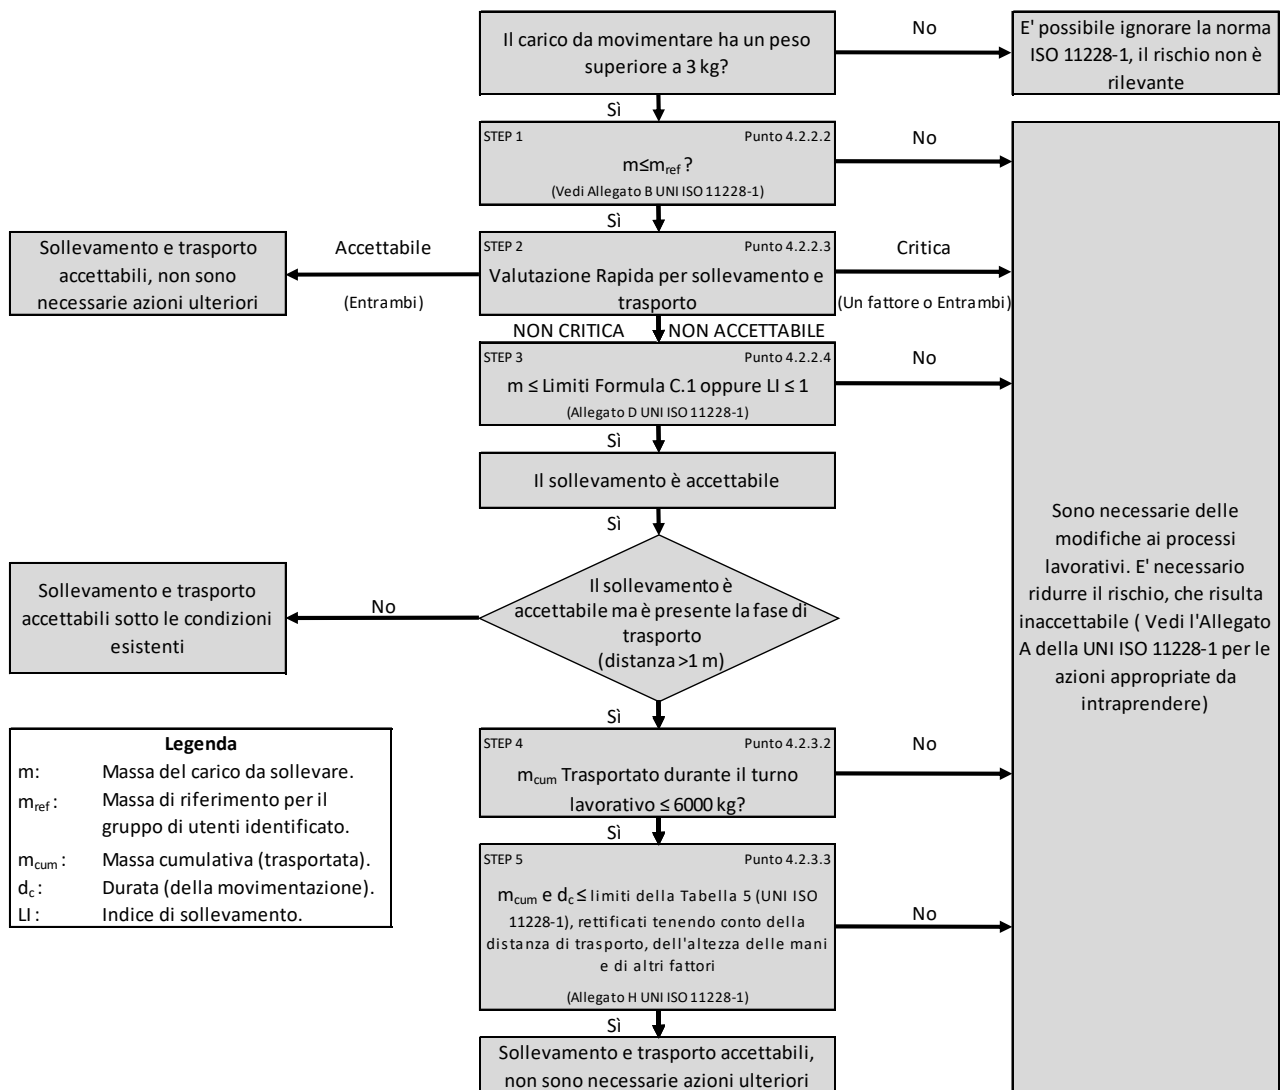 Il carico da movimentare ha un peso
superiore a 3 kg?
No
E' possibile ignorare la norma
ISO 11228-1, il rischio non è
rilevante
Sì
STEP 1
Punto 4.2.2.2
m≤mref ?
(Vedi Allegato B UNI ISO 11228-1)
No
Sì
Sollevamento e trasporto
accettabili, non sono
necessarie azioni ulteriori
Accettabile
(Entrambi)
STEP 2
Punto 4.2.2.3
Valutazione Rapida per sollevamento e
trasporto
Critica
(Un fattore o Entrambi)
NON CRITICA
NON ACCETTABILE
STEP 3
Punto 4.2.2.4
m ≤ Limiti Formula C.1 oppure LI ≤ 1
(Allegato D UNI ISO 11228-1)
No
Sì
Il sollevamento è accettabile
Sì
Sollevamento e trasporto
accettabili sotto le condizioni
esistenti
No
Il sollevamento è
accettabile ma è presente la fase di
trasporto
(distanza >1 m)
Sono necessarie delle
modifiche ai processi
lavorativi. E' necessario
ridurre il rischio, che risulta
inaccettabile ( Vedi l'Allegato
A della UNI ISO 11228-1 per le
azioni appropriate da
intraprendere)
Sì
Legenda
m: Massa del carico da sollevare.
mref : Massa di riferimento per il
gruppo di utenti identificato.
mcum : Massa cumulativa (trasportata).
dc : Durata (della movimentazione).
LI : Indice di sollevamento.
STEP 4
Punto 4.2.3.2
mcum Trasportato durante il turno
lavorativo ≤ 6000 kg?
No
Sì
STEP 5
Punto 4.2.3.3
mcum e dc ≤ limiti della Tabella 5 (UNI ISO
11228-1), rettificati tenendo conto della
distanza di trasporto, dell'altezza delle mani
e di altri fattori
(Allegato H UNI ISO 11228-1)
No
Sì
Sollevamento e trasporto accettabili,
non sono necessarie azioni ulteriori